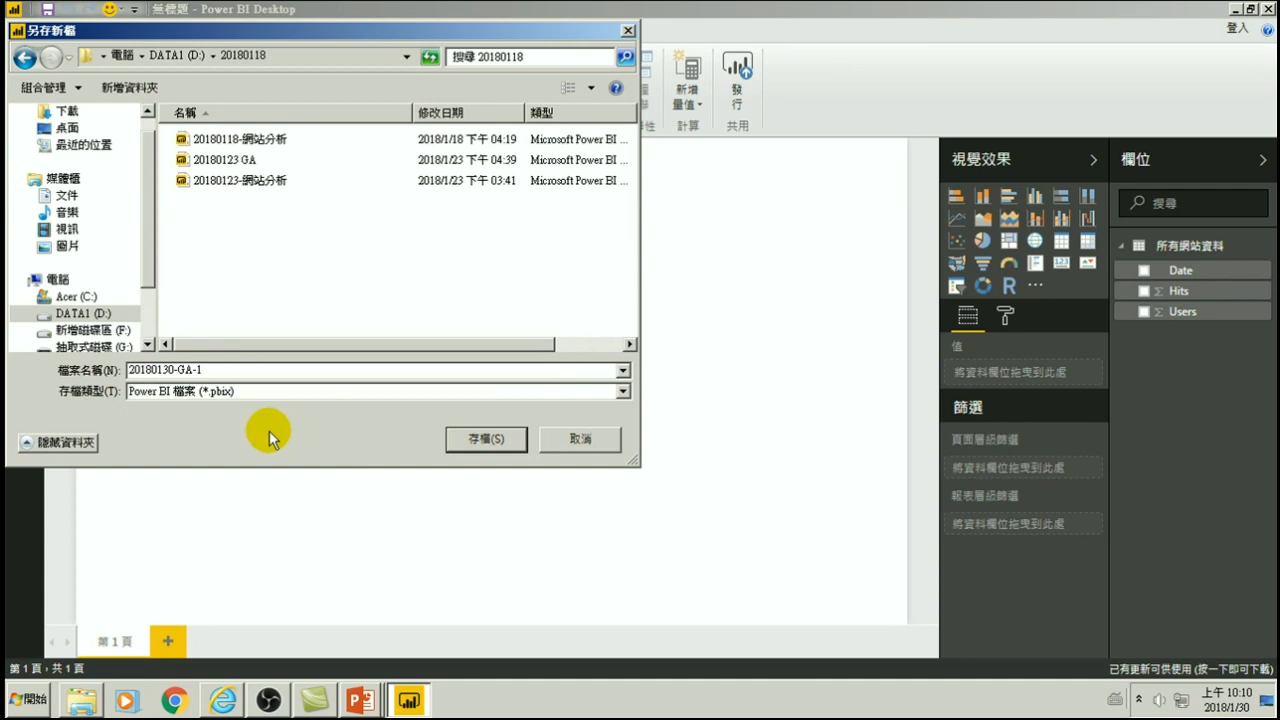 無標題 - Power BI Desktop
登入
另存新檔
電腦 DATA1 (D:) 20180118
搜尋 20180118
組合管理 新增資料夾
下載
桌面
最近的位置
媒體櫃
文件
音樂
視訊
圖片
電腦
Acer (C:)
DATA1 (D:)
新增磁碟區 (F:)
抽取式磁碟 (G:)
名稱 修改日期 類型
20180118-網站分析 2018/1/18 下午 04:19 Microsoft Power BI ...
20180123 GA 2018/1/23 下午 04:39 Microsoft Power BI ...
20180123-網站分析 2018/1/23 下午 03:41 Microsoft Power BI ...
檔案名稱(N): 20180130-GA-1
存檔類型(T): Power BI 檔案 (*.pbix)
隱藏資料夾
存檔(S)
取消
新增
量值
計算
發
行
共用
視覺效果
值
將資料欄位拖曳到此處
篩選
頁面層級篩選
將資料欄位拖曳到此處
報表層級篩選
將資料欄位拖曳到此處
欄位
搜尋
所有網站資料
Date
Σ Hits
Σ Users
第 1 頁
第 1 頁，共 1 頁
已有更新可供使用 (按一下即可下載)
開始
上午 10:10
2018/1/30